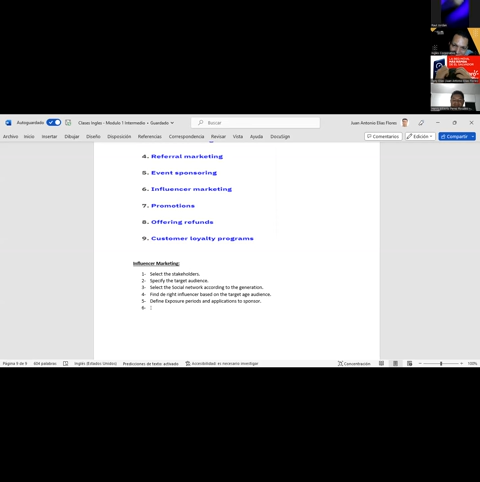 Autoguardado
Clases Ingles - Modulo 1 Intermedio • Guardado
Buscar
Juan Antonio Elias Flores
Archivo Inicio Insertar Dibujar Diseño Disposición Referencias Correspondencia Revisar Vista Ayuda DocuSign
Comentarios Edición Compartir
4. Referral marketing
5. Event sponsoring
6. Influencer marketing
7. Promotions
8. Offering refunds
9. Customer loyalty programs
Influencer Marketing:
1- Select the stakeholders.
2- Specify the target audience.
3- Select the Social network according to the generation.
4- Find de right influencer based on the target age audience.
5- Define Exposure periods and applications to sponsor.
6-
Página 9 de 9 Inglés (Estados Unidos) Predicciones de texto: activado Accesibilidad: es necesario investigar Concentración